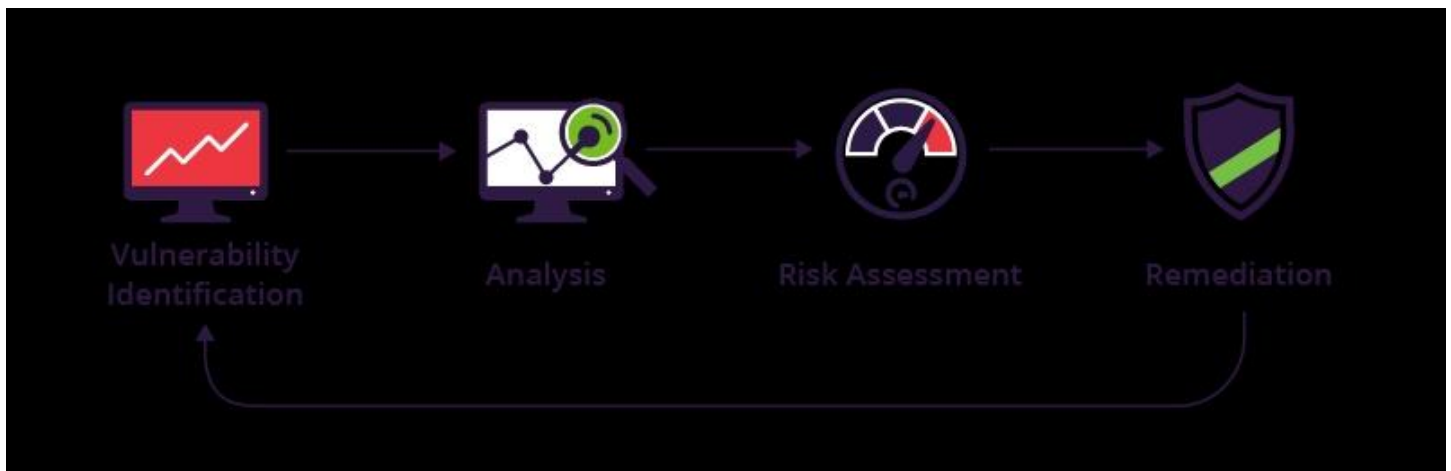 Vulnerability
Identification
Analysis
Risk Assessment
Remediation